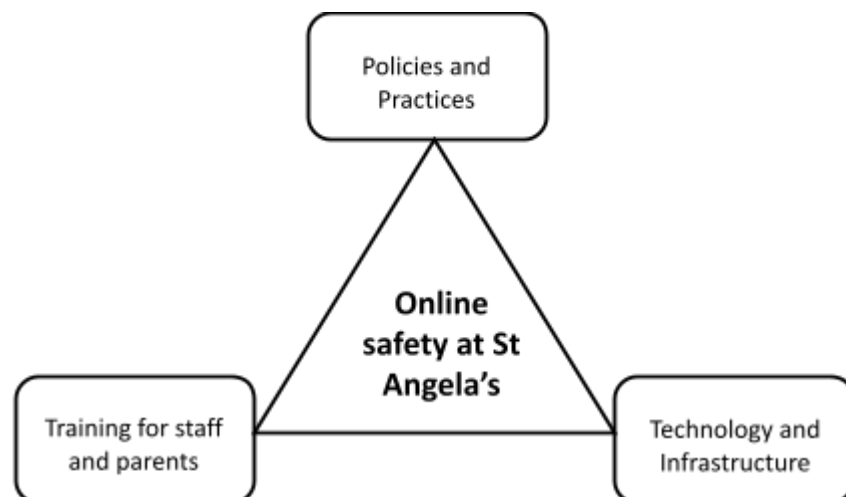 Policies and
Practices
Online
safety at St
Angela's
Training for staff
and parents
Technology and
Infrastructure